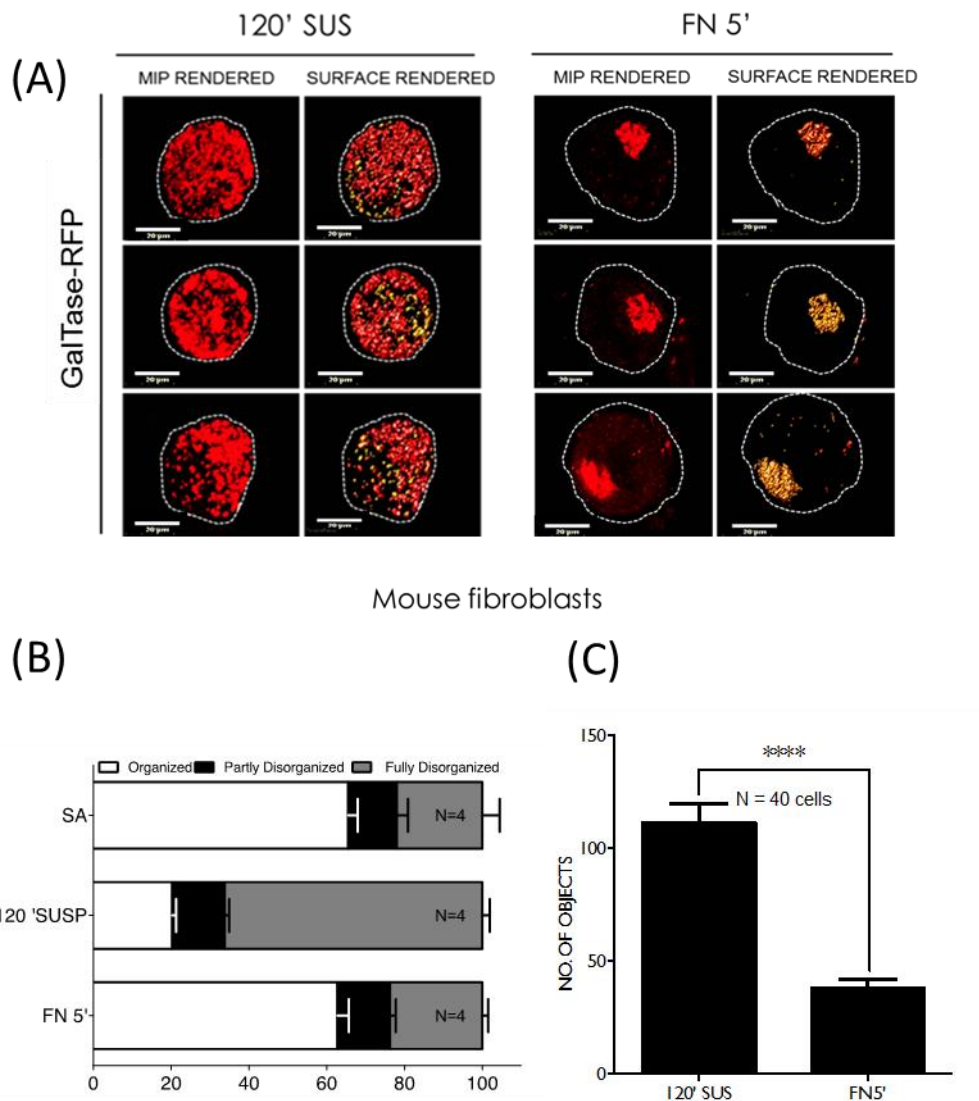 120’ SUS
FN 5’
(A)
MIP RENDERED
SURFACE RENDERED
MIP RENDERED
SURFACE RENDERED
GalTase-RFP
20 μm
20 μm
20 μm
20 μm
20 μm
20 μm
20 μm
20 μm
20 μm
20 μm
20 μm
20 μm
Mouse fibroblasts
(B)
Organized
Partly Disorganized
Fully Disorganized
SA
N=4
120 'SUSP
N=4
FN 5'
N=4
0 20 40 60 80 100
(C)
150
100
50
0
NO. OF OBJECTS
****
N = 40 cells
120' SUS
FN5'